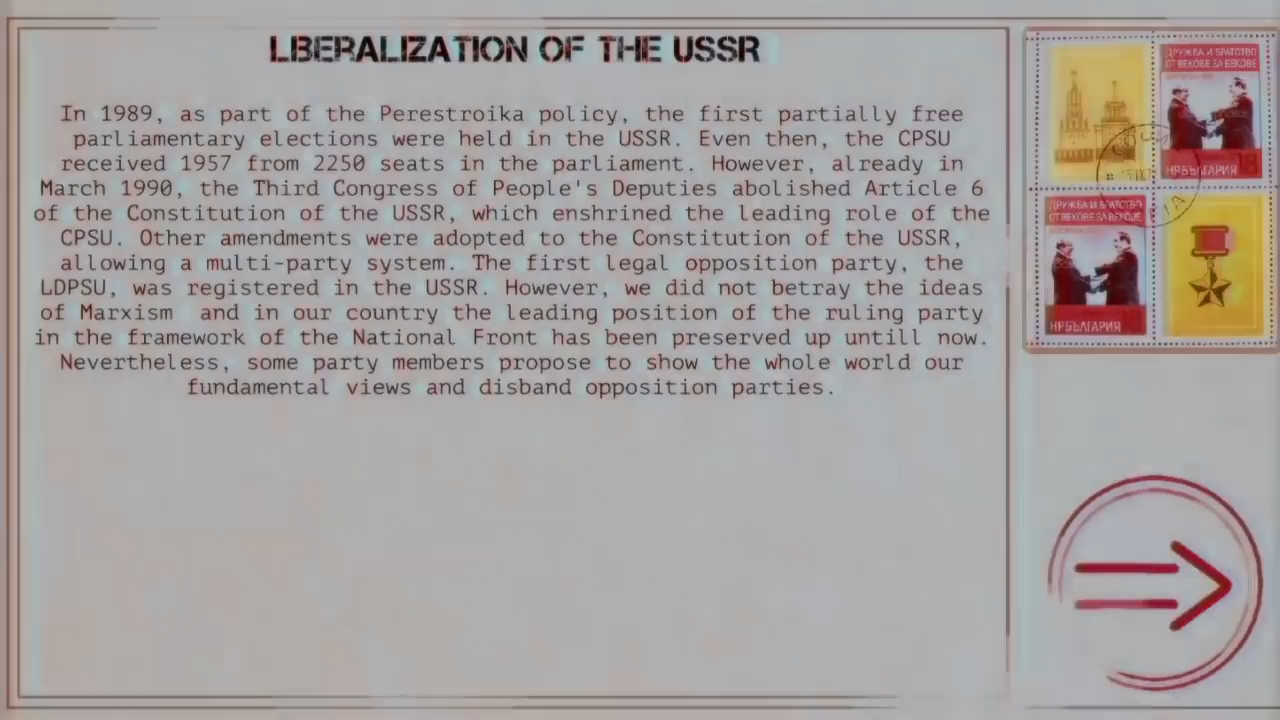 LBERALIZATION OF THE USSR
In 1989, as part of the Perestroika policy, the first partially free
parliamentary elections were held in the USSR. Even then, the CPSU
received 1957 from 2250 seats in the parliament. However, already in
March 1990, the Third Congress of People's Deputies abolished Article 6
of the Constitution of the USSR, which enshrined the leading role of the
CPSU. Other amendments were adopted to the Constitution of the USSR,
allowing a multi-party system. The first legal opposition party, the
LDPSU, was registered in the USSR. However, we did not betray the ideas
of Marxism and in our country the leading position of the ruling party
in the framework of the National Front has been preserved up untill now.
Nevertheless, some party members propose to show the whole world our
fundamental views and disband opposition parties.
ДРУЖБА И БРАТСТВО
ОТ ВЕКОВЕ ЗА ВЕКОВЕ
НРБЪЛГАРИЯ
ДРУЖБА И БРАТСТВО
ОТ ВЕКОВЕ ЗА ВЕКОВЕ
НРБЪЛГАРИЯ